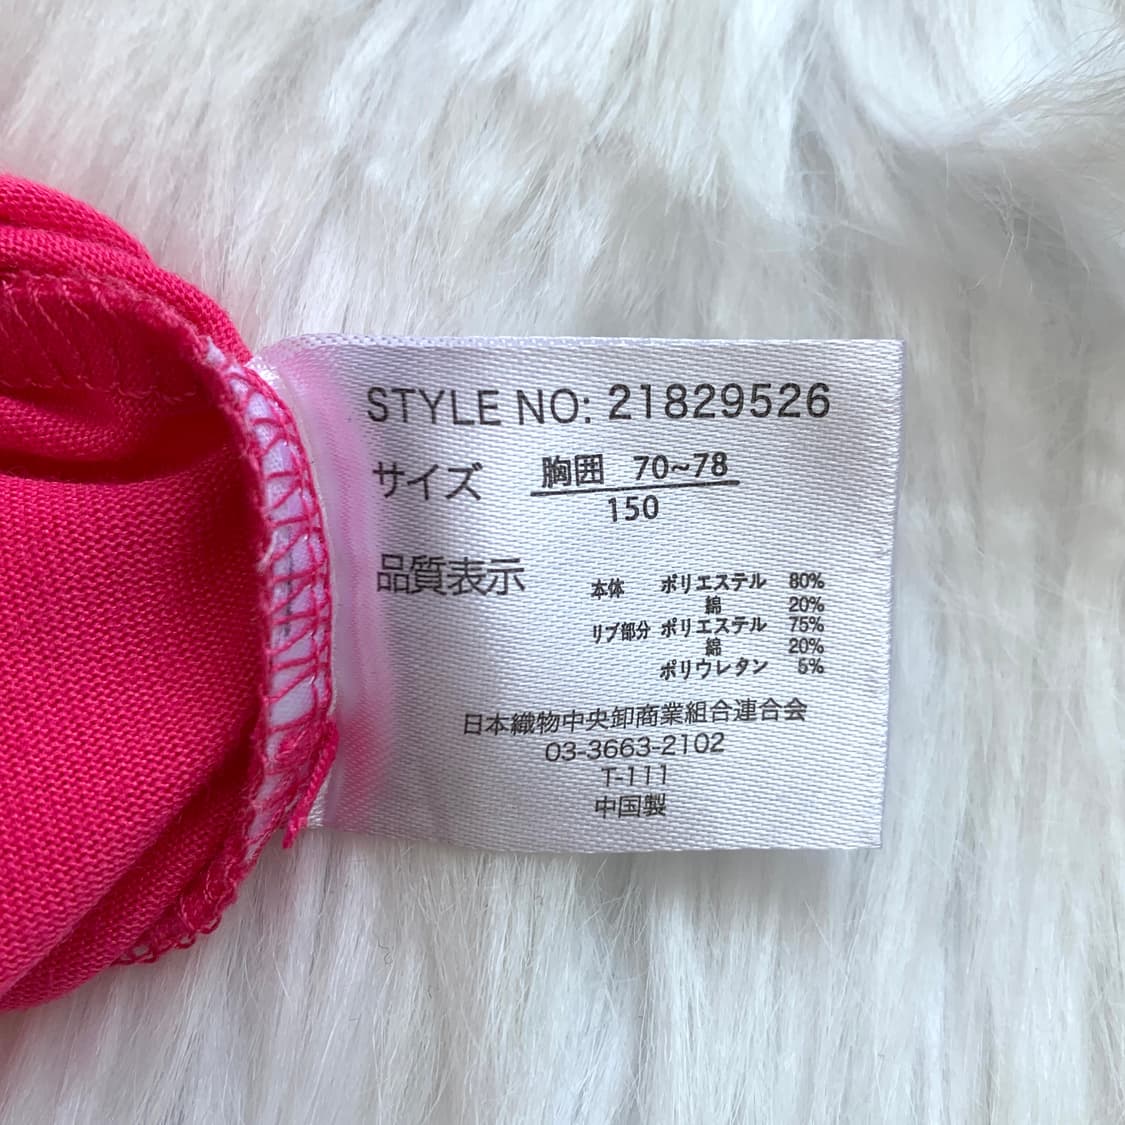 STYLE NO: 21829526
サイズ 胸囲 70~78
150
品質表示
本体 ポリエステル 80%
綿 20%
リブ部分 ポリエステル 75%
綿 20%
ポリウレタン 5%
日本織物中央卸商業組合連合会
03-3663-2102
T-111
中国製